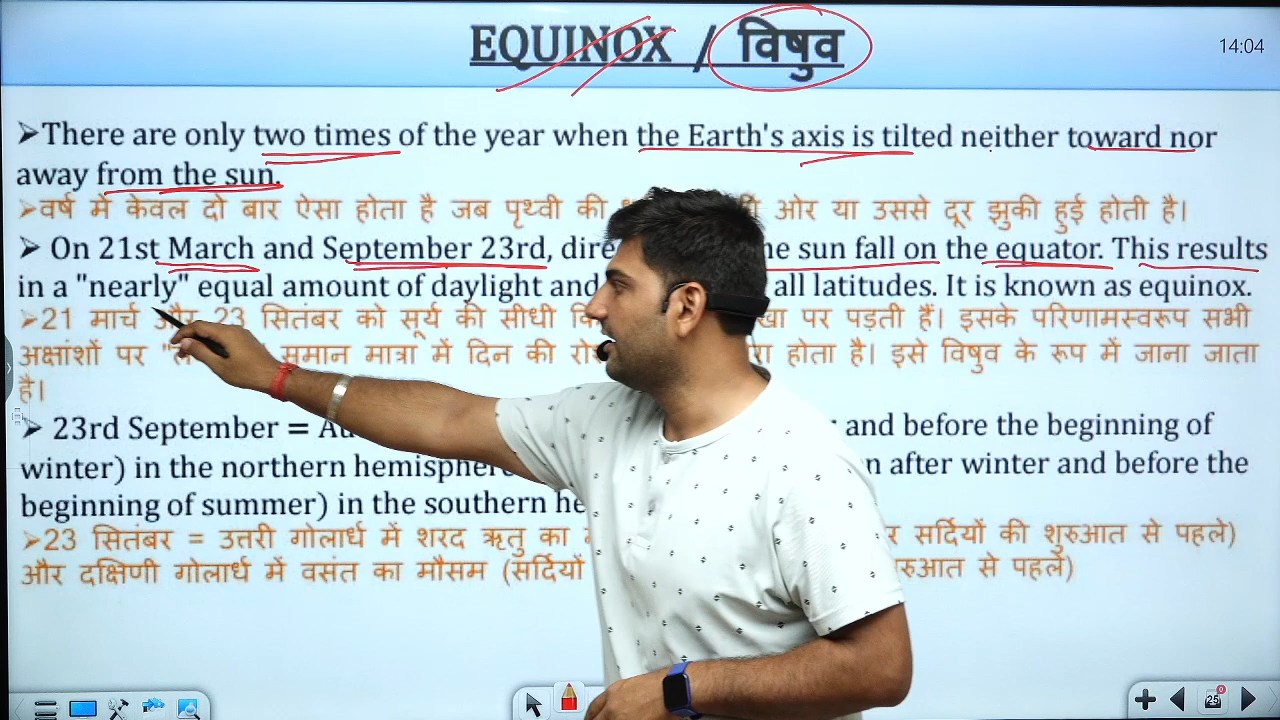 EQUINOX / विषुव
14:04
➤There are only two times of the year when the Earth's axis is tilted neither toward nor
away from the sun.
➤वर्ष में केवल दो बार ऐसा होता है जब पृथ्वी की ओर या उससे दूर झुकी हुई होती है।
➤ On 21st March and September 23rd, sun fall on the equator. This results
in a "nearly" equal amount of daylight and all latitudes. It is known as equinox.
➤21 मार्च और 23 सितंबर को सूर्य की सीधी पर पड़ती हैं। इसके परिणामस्वरूप सभी
अक्षांशों पर समान मात्रा में दिन की होता है। इसे विषुव के रूप में जाना जाता
है।
➤ 23rd September = and before the beginning of
winter) in the northern after winter and before the
beginning of summer) in the southern
➤23 सितंबर = उत्तरी गोलार्ध में शरद ऋतु का सर्दियों की शुरुआत से पहले)
और दक्षिणी गोलार्ध में वसंत का मौसम (सर्दियों से पहले)
25